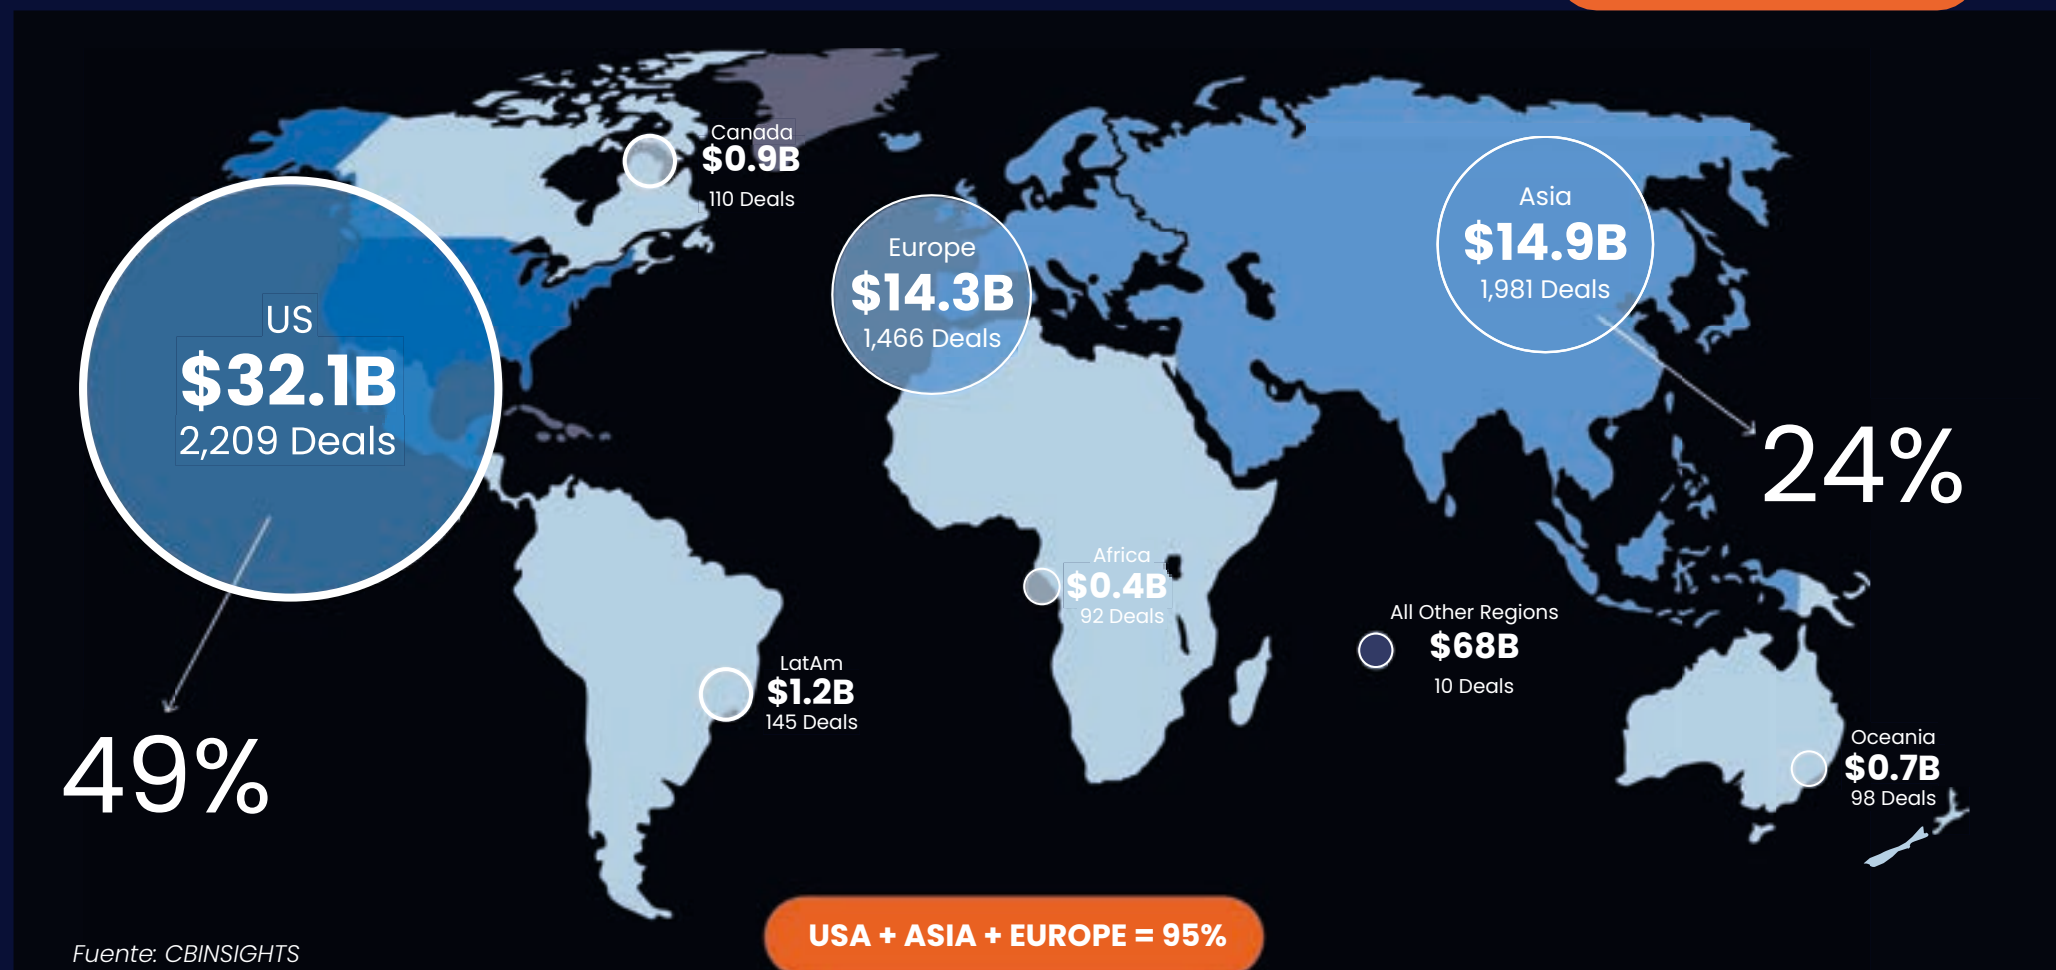 Canada
$0.9B
110 Deals
US
$32.1B
2,209 Deals
49%
Europe
$14.3B
1,466 Deals
Asia
$14.9B
1,981 Deals
24%
Africa
$0.4B
92 Deals
LatAm
$1.2B
145 Deals
All Other Regions
$68B
10 Deals
Oceania
$0.7B
98 Deals
USA + ASIA + EUROPE = 95%
Fuente: CBINSIGHTS